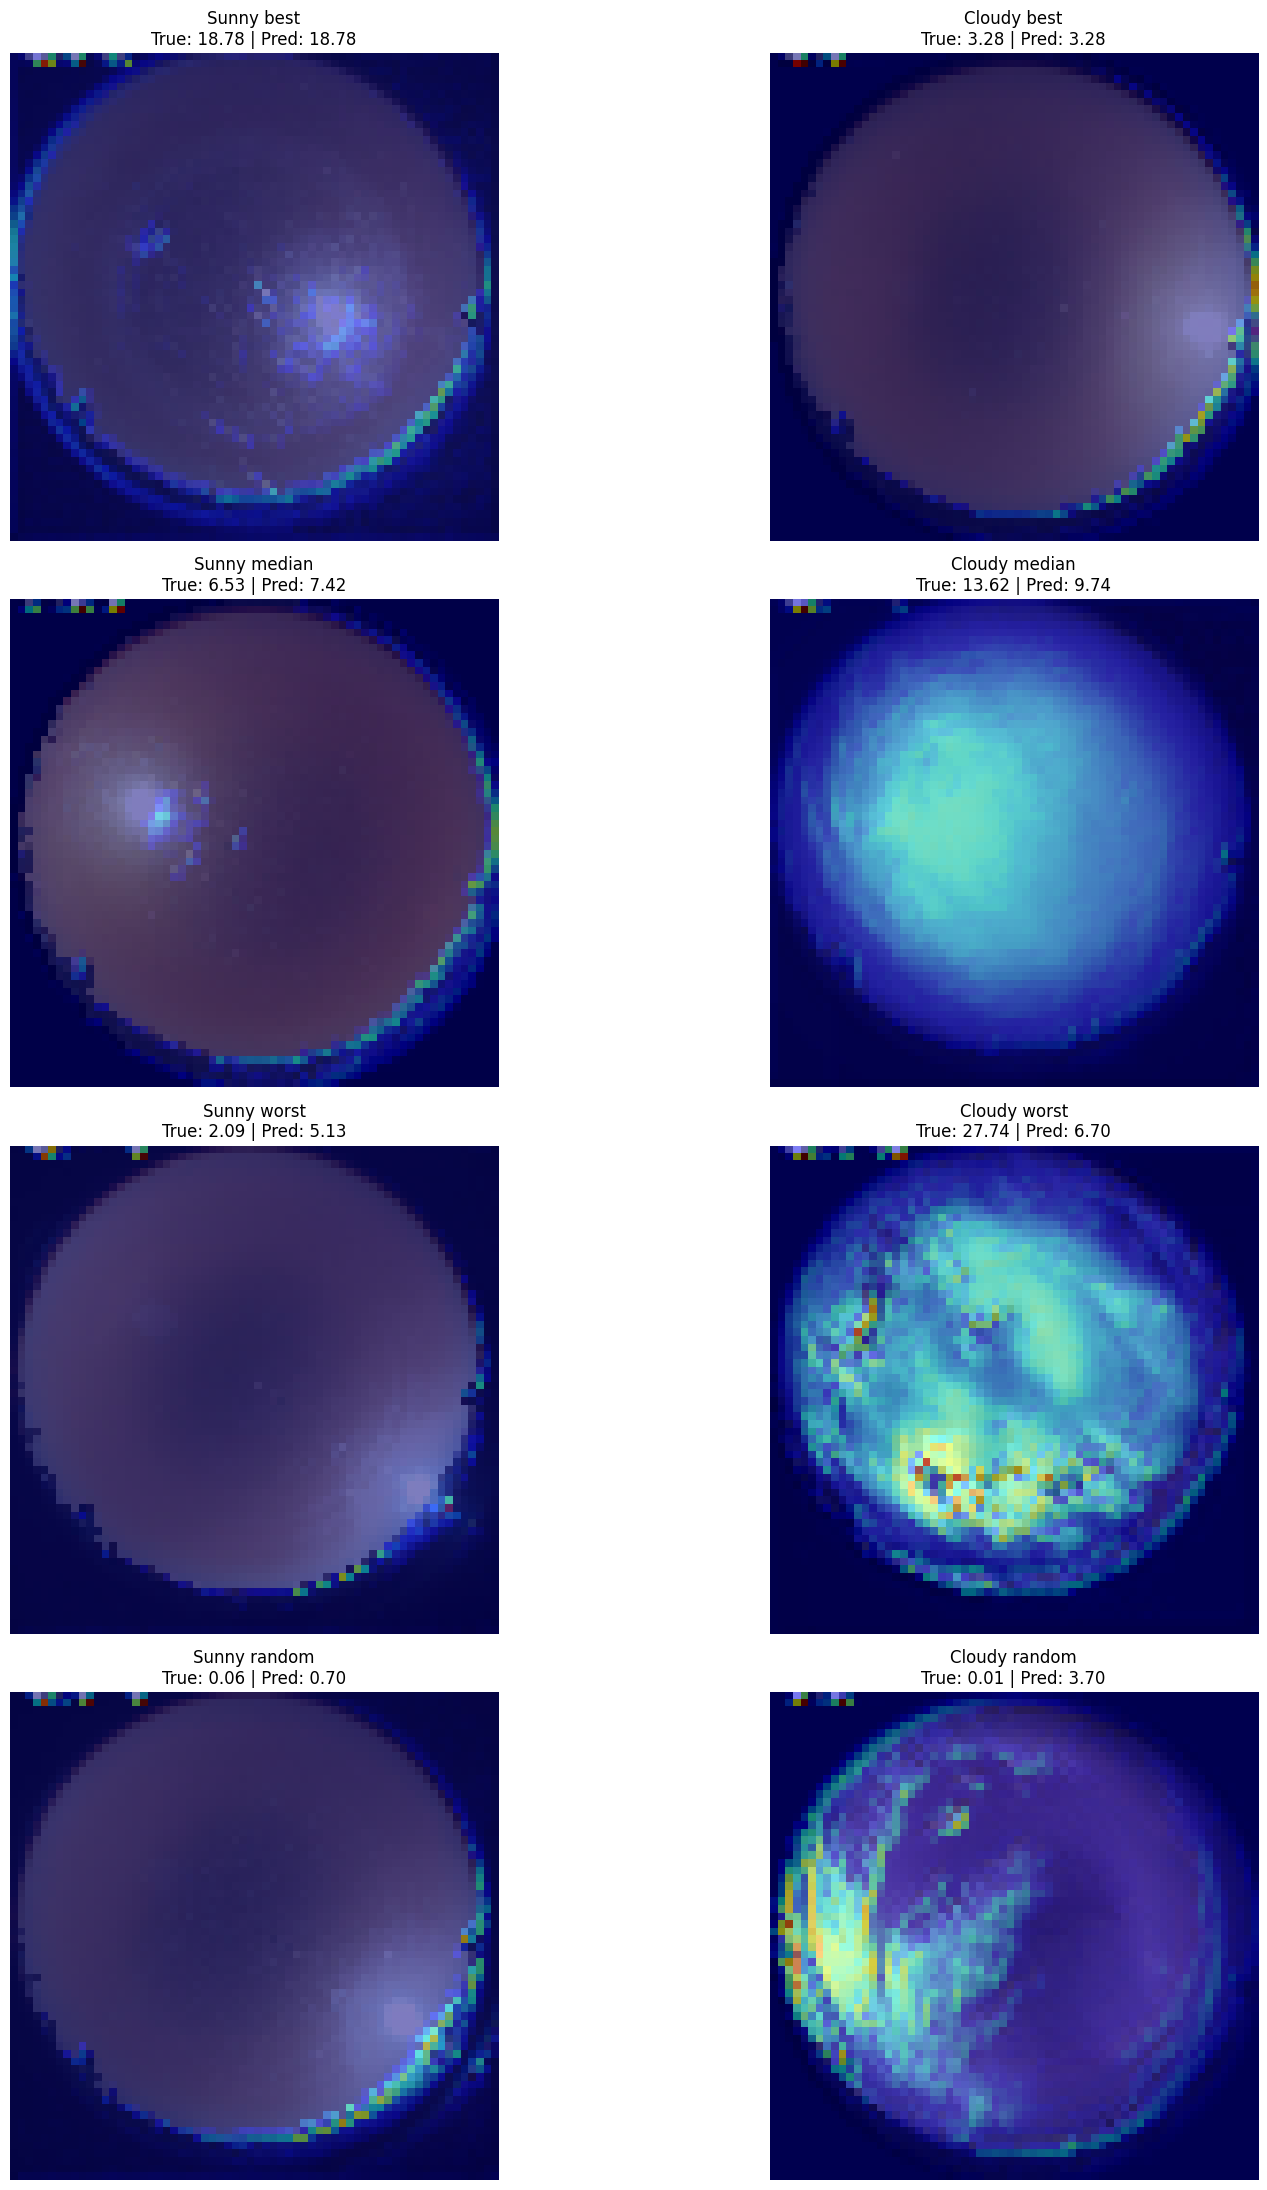 Sunny best
True: 18.78 | Pred: 18.78
Cloudy best
True: 3.28 | Pred: 3.28
Sunny median
True: 6.53 | Pred: 7.42
Cloudy median
True: 13.62 | Pred: 9.74
Sunny worst
True: 2.09 | Pred: 5.13
Cloudy worst
True: 27.74 | Pred: 6.70
Sunny random
True: 0.06 | Pred: 0.70
Cloudy random
True: 0.01 | Pred: 3.70